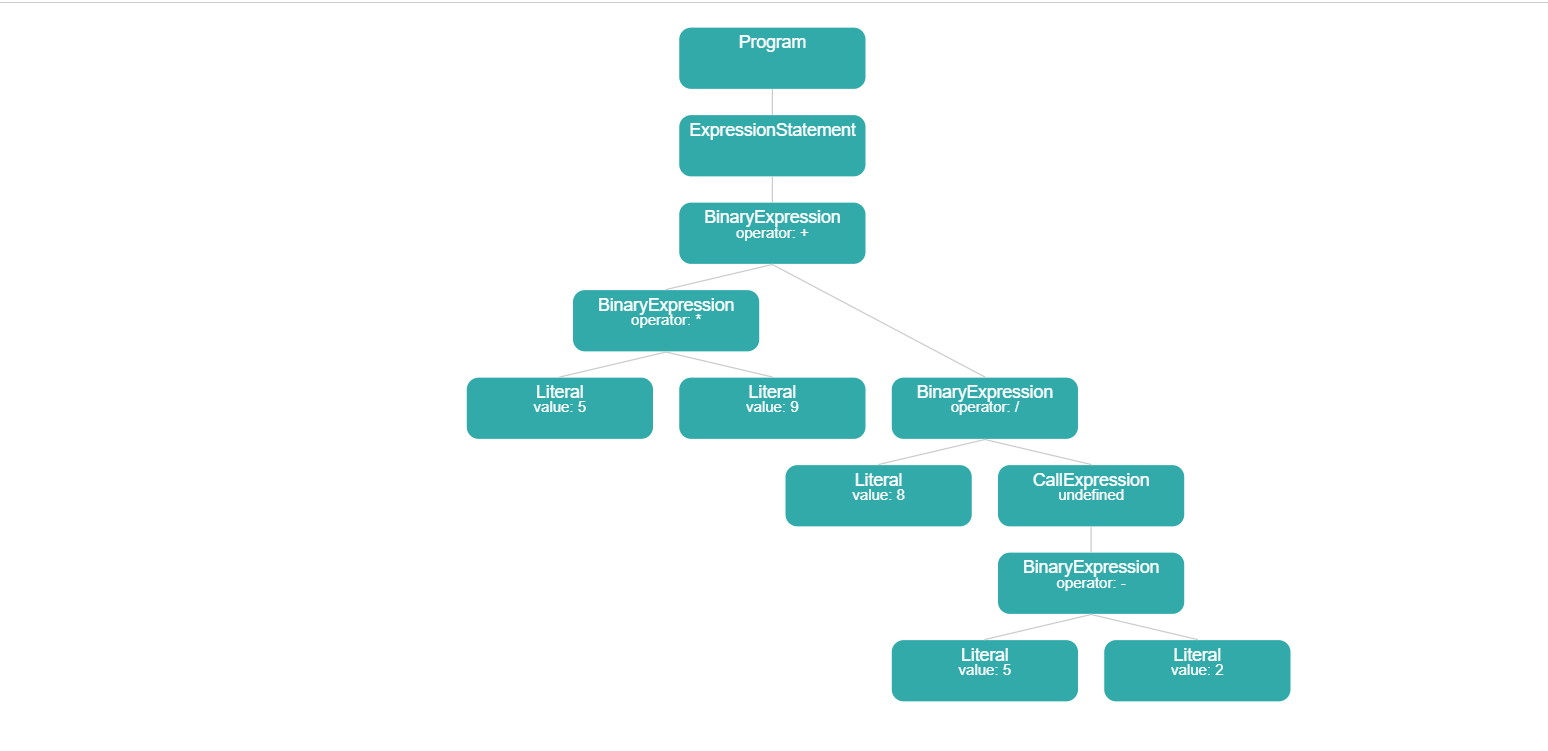 Program
ExpressionStatement
BinaryExpression
operator: +
BinaryExpression
operator: *
Literal
value: 5
Literal
value: 9
BinaryExpression
operator: /
Literal
value: 8
CallExpression
undefined
BinaryExpression
operator: -
Literal
value: 5
Literal
value: 2